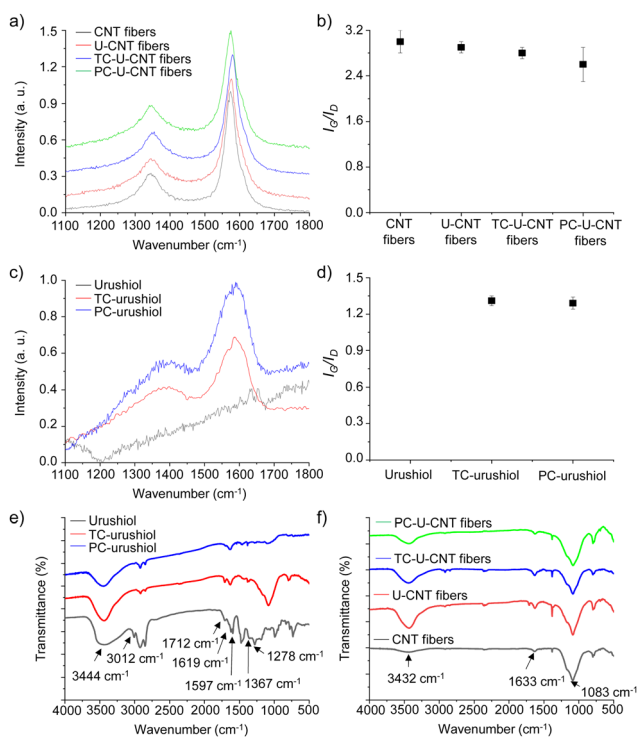 a)
CNT fibers
U-CNT fibers
TC-U-CNT fibers
PC-U-CNT fibers
Intensity (a. u.)
1.5
1.2
0.9
0.6
0.3
0.0
1100 1200 1300 1400 1500 1600 1700 1800
Wavenumber (cm⁻¹)
b)
I_G/I_D
3.2
2.4
1.6
0.8
0.0
CNT fibers
U-CNT fibers
TC-U-CNT fibers
PC-U-CNT fibers
c)
Urushiol
TC-urushiol
PC-urushiol
Intensity (a. u.)
1.0
0.8
0.6
0.4
0.2
0.0
1100 1200 1300 1400 1500 1600 1700 1800
Wavenumber (cm⁻¹)
d)
I_G/I_D
1.5
1.2
0.9
0.6
0.3
0.0
Urushiol TC-urushiol PC-urushiol
e)
Urushiol
TC-urushiol
PC-urushiol
Transmittance (%)
3444 cm⁻¹
3012 cm⁻¹
1712 cm⁻¹
1619 cm⁻¹
1597 cm⁻¹
1367 cm⁻¹
1278 cm⁻¹
4000 3500 3000 2500 2000 1500 1000 500
Wavenumber (cm⁻¹)
f)
PC-U-CNT fibers
TC-U-CNT fibers
U-CNT fibers
CNT fibers
Transmittance (%)
3432 cm⁻¹
1633 cm⁻¹
1083 cm⁻¹
4000 3500 3000 2500 2000 1500 1000 500
Wavenumber (cm⁻¹)